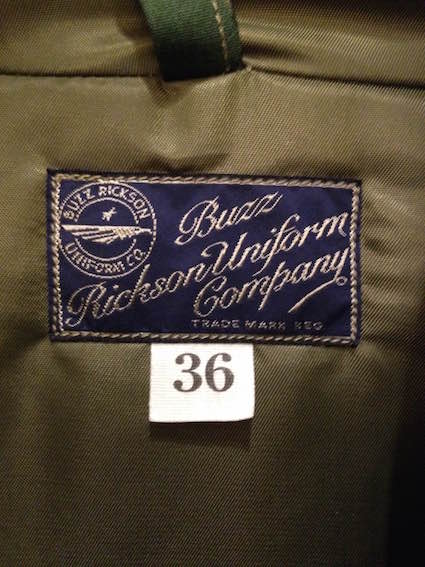 BUZZ RICKSON
UNIFORM CO.
Buzz
Rickson Uniform
Company
TRADE MARK REG
36